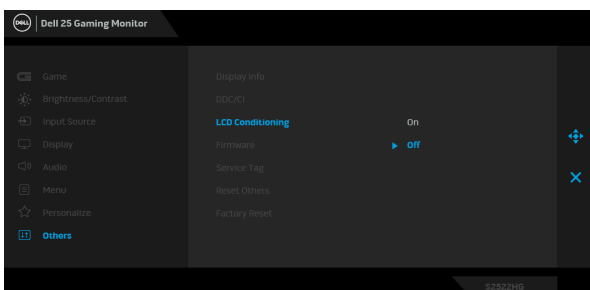 DELL Dell 25 Gaming Monitor
Game
Brightness/Contrast
Input Source
Display
Audio
Menu
Personalize
Others
Display Info
DDC/CI
LCD Conditioning
Firmware
Service Tag
Reset Others
Factory Reset
On
Off
S2522HG